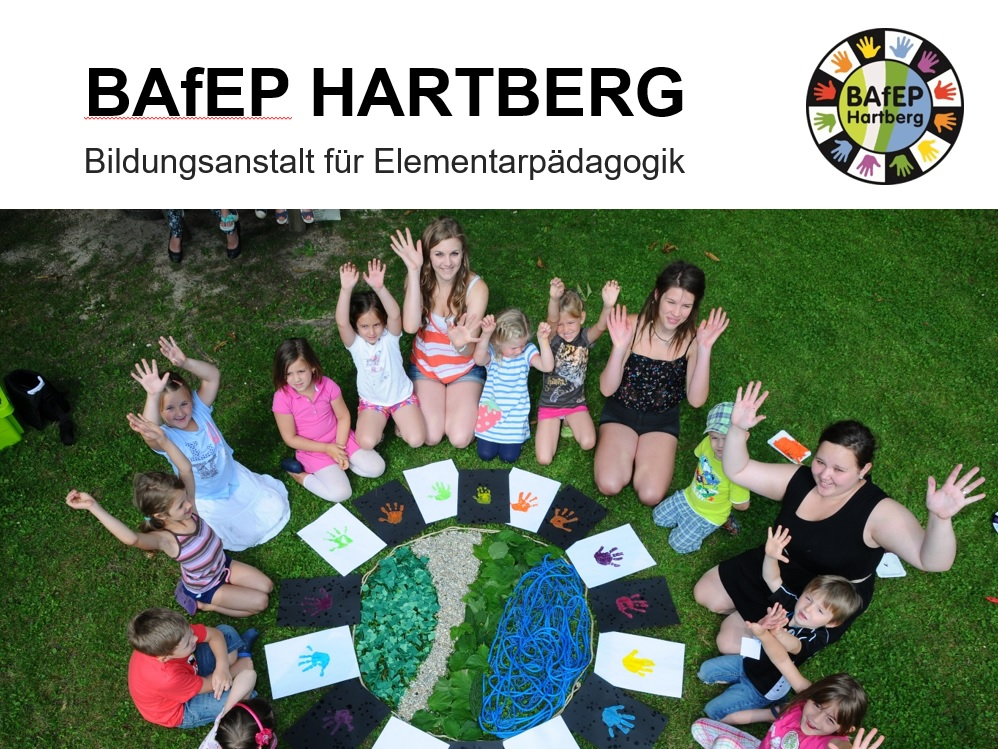 BAfEP HARTBERG
Bildungsanstalt für Elementarpädagogik
BAfEP
Hartberg